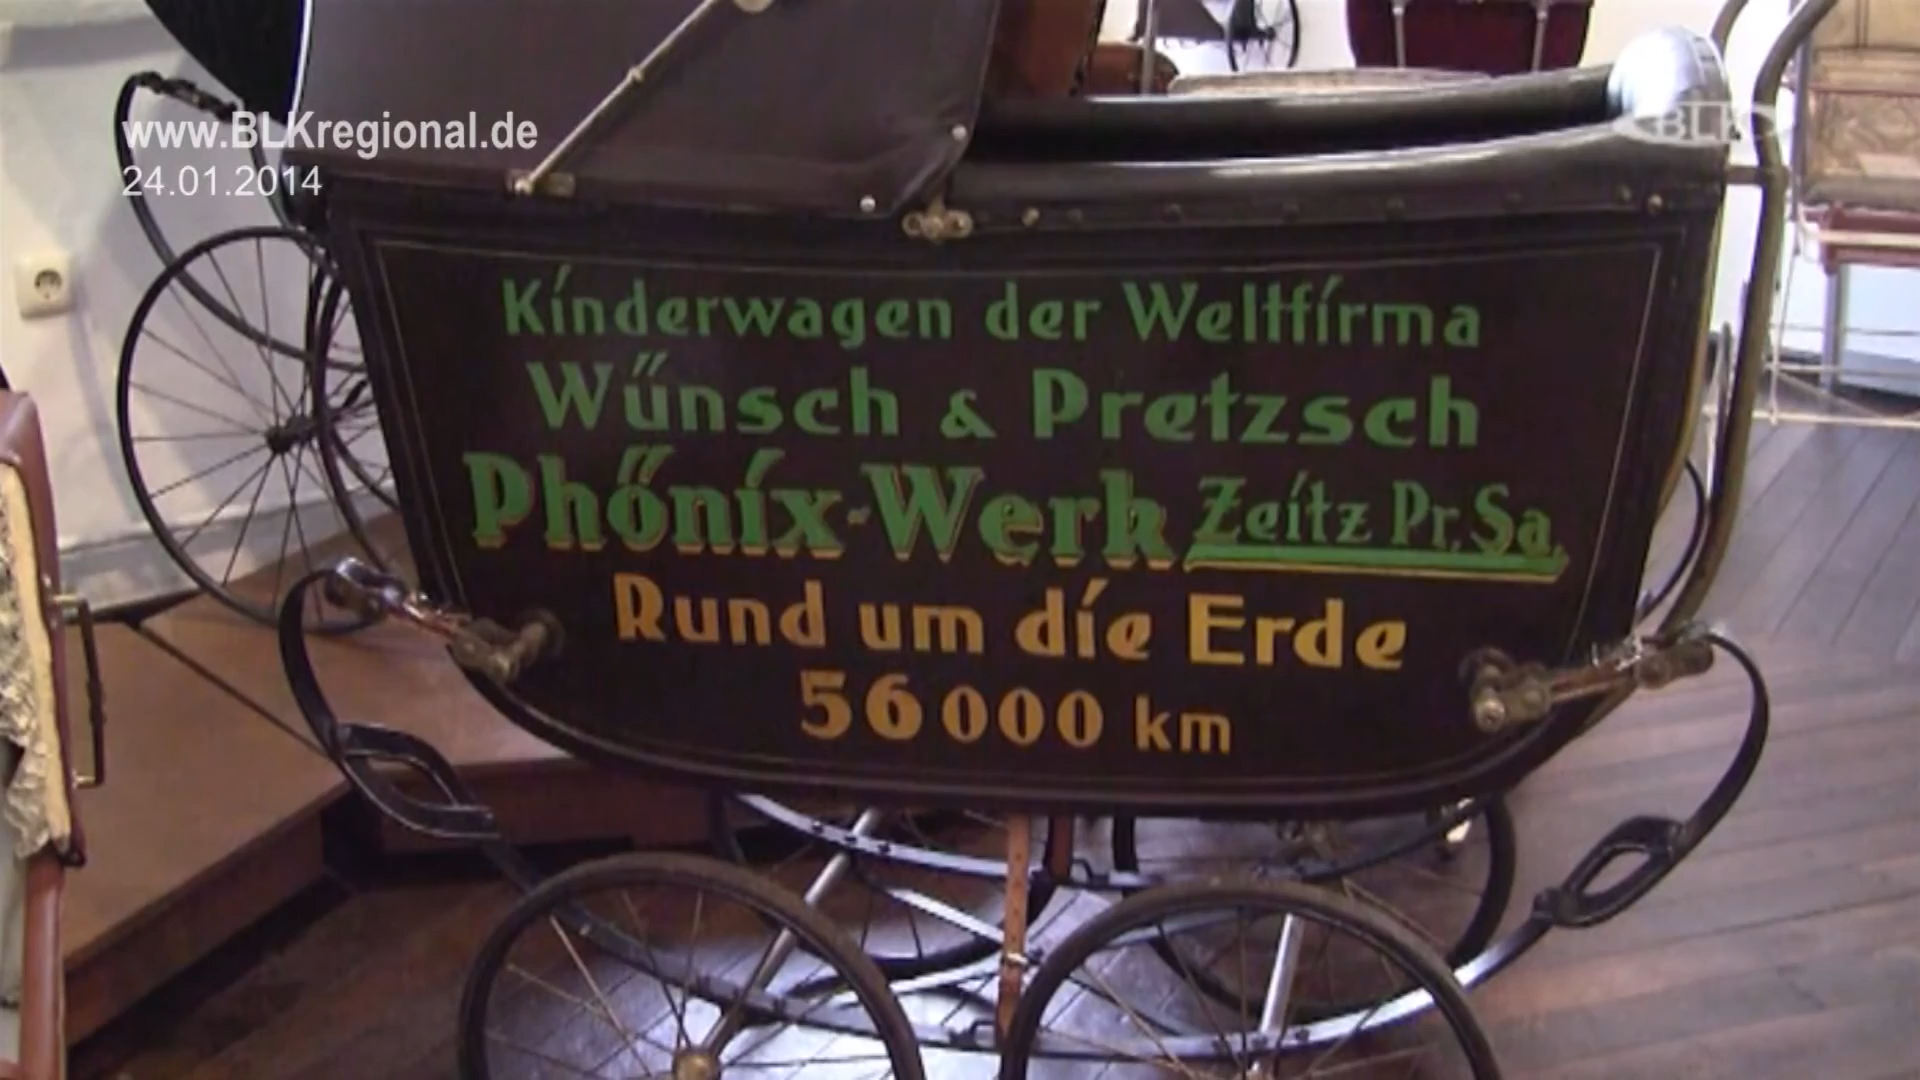 www.BLKregional.de
24.01.2014
BLK
Kinderwagen der Weltfirma
Wünsch & Pretzsch
Phönix-Werk Zeitz Pr. Sa.
Rund um die Erde
56000 km